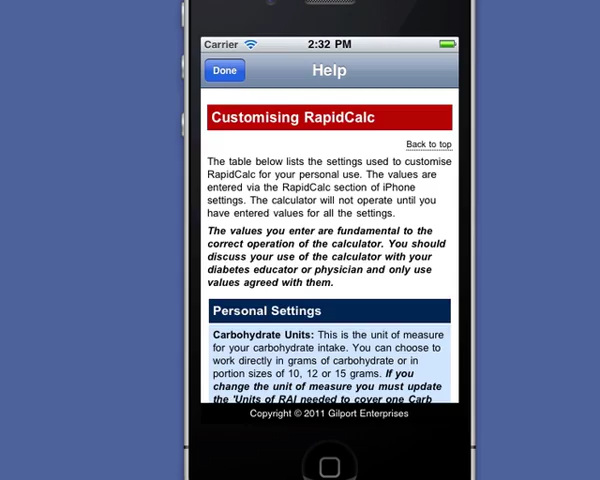 Carrier 2:32 PM
Done Help
Customising RapidCalc
Back to top
The table below lists the settings used to customise
RapidCalc for your personal use. The values are
entered via the RapidCalc section of iPhone
settings. The calculator will not operate until you
have entered values for all the settings.
The values you enter are fundamental to the
correct operation of the calculator. You should
discuss your use of the calculator with your
diabetes educator or physician and only use
values agreed with them.
Personal Settings
Carbohydrate Units: This is the unit of measure
for your carbohydrate intake. You can choose to
work directly in grams of carbohydrate or in
portion sizes of 10, 12 or 15 grams. If you
change the unit of measure you must update
the 'Units of RAI needed to cover one Carb
Copyright © 2011 Gilport Enterprises